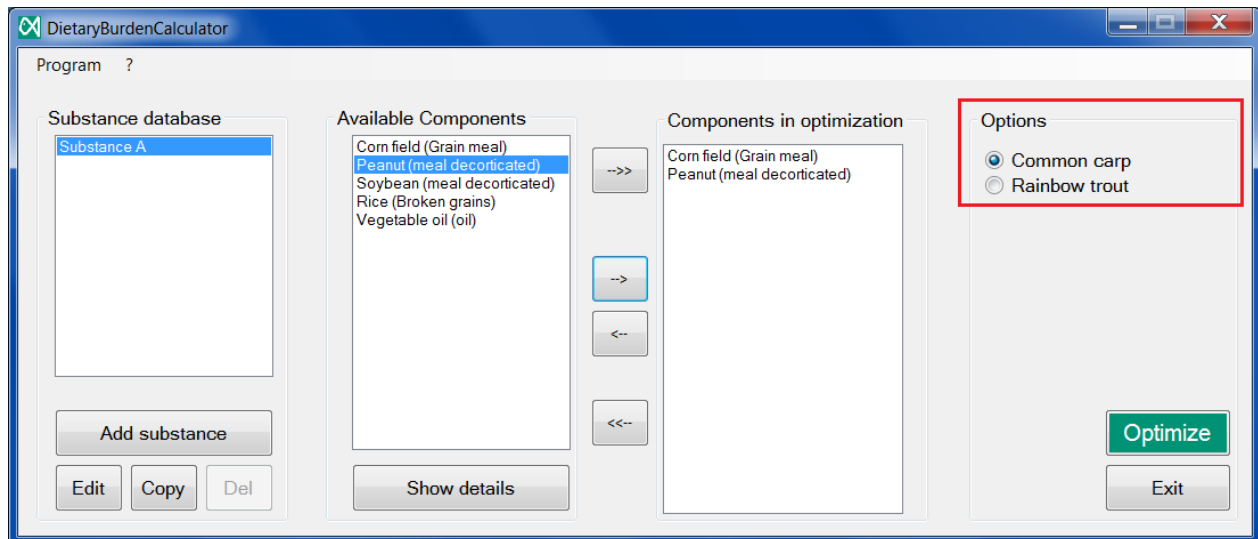 DietaryBurdenCalculator
Program ?
Substance database
Substance A
Add substance
Edit Copy Del
Available Components
Corn field (Grain meal)
Peanut (meal decorticated)
Soybean (meal decorticated)
Rice (Broken grains)
Vegetable oil (oil)
Show details
-->>
-->
<--
<<--
Components in optimization
Corn field (Grain meal)
Peanut (meal decorticated)
Options
Common carp
Rainbow trout
Optimize
Exit